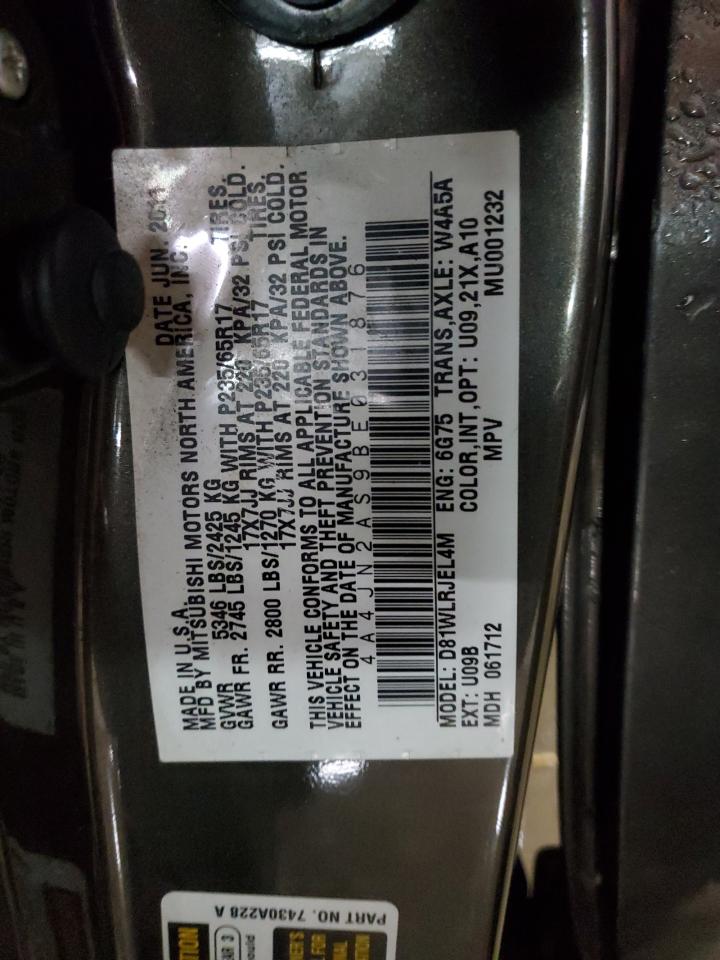 MADE IN U.S.A. DATE JUN.
MFD BY MITSUBISHI MOTORS NORTH AMERICA, INC.
GVWR 5346 LBS/2425 KG
GAWR FR. 2745 LBS/1245 KG WITH P235/65R17 TIRES,
17X7JJ RIMS AT 220 KPA/32 PSI COLD.
GAWR RR. 2800 LBS/1270 KG WITH P235/65R17 TIRES,
17X7JJ RIMS AT 220 KPA/32 PSI COLD.
THIS VEHICLE CONFORMS TO ALL APPLICABLE FEDERAL MOTOR
VEHICLE SAFETY AND THEFT PREVENTION STANDARDS IN
EFFECT ON THE DATE OF MANUFACTURE SHOWN ABOVE.
4A4JN2AS9BE031876
MODEL: D81WLRJEL4M ENG: 6G75 TRANS,AXLE: W4A5A
EXT: U09B COLOR,INT,OPT: U09,21X,A10
MDH 061712 MPV MU001232
PART NO. 7430A228 A